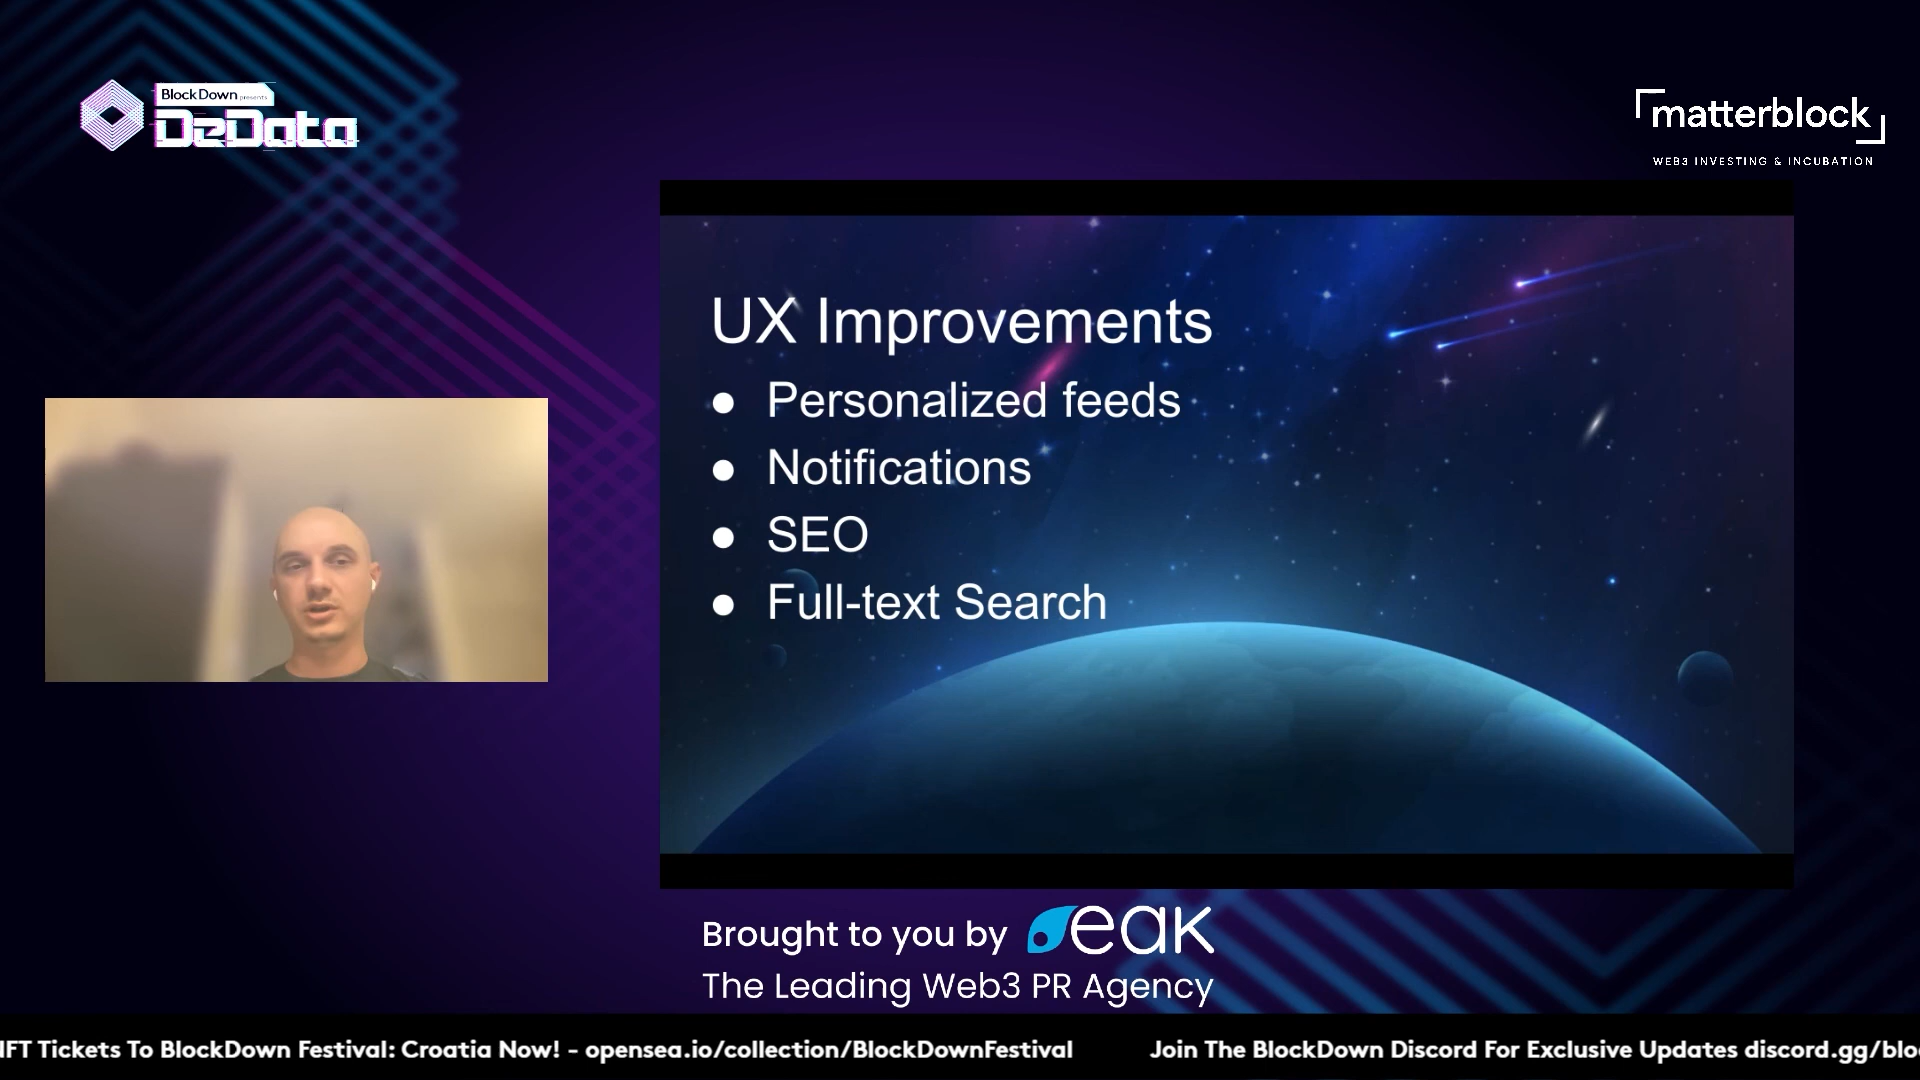 BlockDown presents
DeData
matterblock
WEB3 INVESTING & INCUBATION
UX Improvements
● Personalized feeds
● Notifications
● SEO
● Full-text Search
Brought to you by eak
The Leading Web3 PR Agency
NFT Tickets To BlockDown Festival: Croatia Now! - opensea.io/collection/BlockDownFestival Join The BlockDown Discord For Exclusive Updates discord.gg/bloc